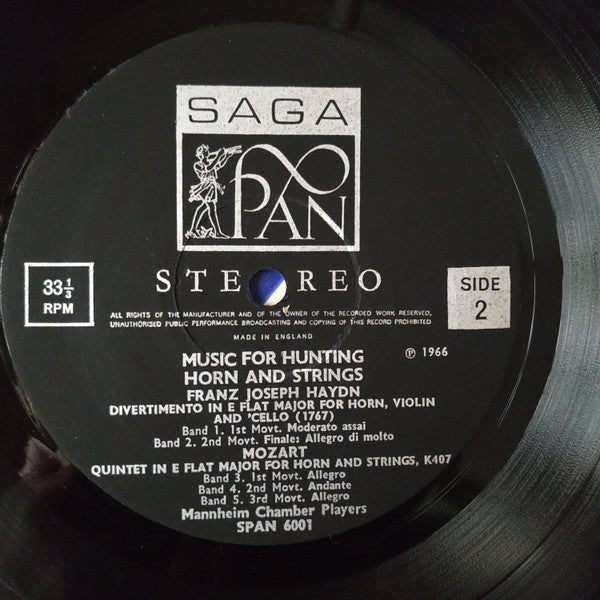 SAGA
PAN
STEREO
33⅓
RPM
SIDE
2
ALL RIGHTS OF THE MANUFACTURER AND OF THE OWNER OF THE RECORDED WORK RESERVED,
UNAUTHORISED PUBLIC PERFORMANCE BROADCASTING AND COPYING OF THIS RECORD PROHIBITED
MADE IN ENGLAND
MUSIC FOR HUNTING
℗ 1966
HORN AND STRINGS
FRANZ JOSEPH HAYDN
DIVERTIMENTO IN E FLAT MAJOR FOR HORN, VIOLIN
AND 'CELLO (1767)
Band 1. 1st Movt. Moderato assai
Band 2. 2nd Movt. Finale: Allegro di molto
MOZART
QUINTET IN E FLAT MAJOR FOR HORN AND STRINGS, K407
Band 3. 1st Movt. Allegro
Band 4. 2nd Movt. Andante
Band 5. 3rd Movt. Allegro
Mannheim Chamber Players
SPAN 6001